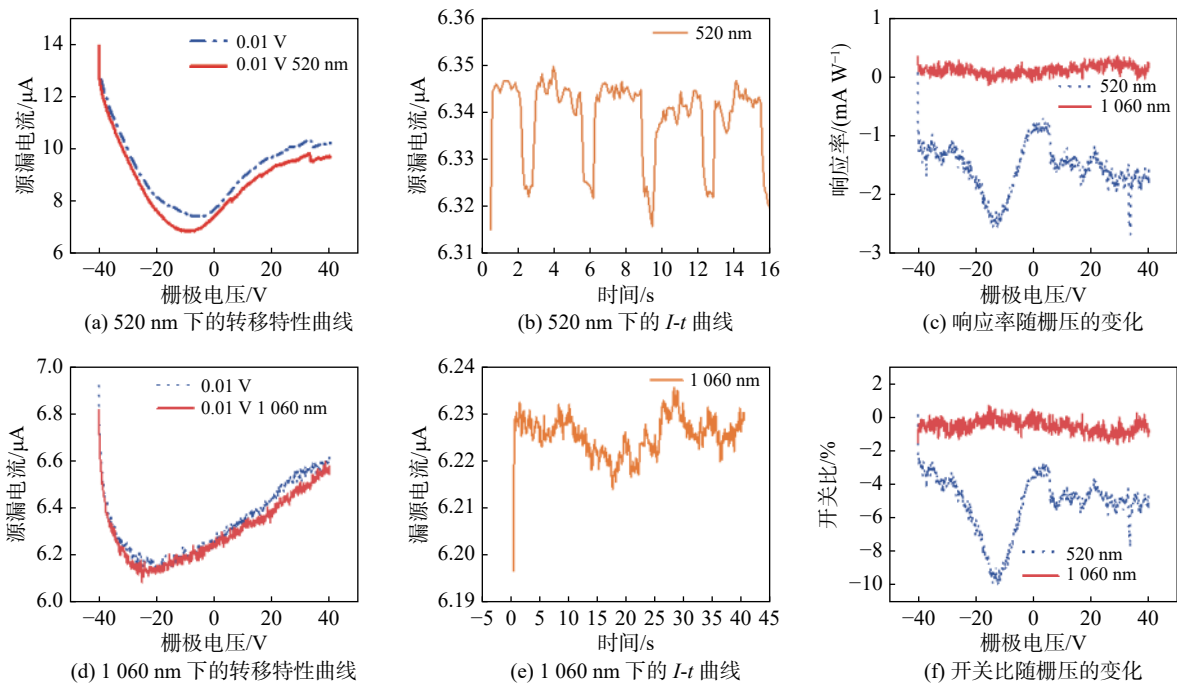 14
12
10
8
6
源漏电流/μA
0.01 V
0.01 V 520 nm
−40
−20
0
20
40
栅极电压/V
(a) 520 nm 下的转移特性曲线
6.36
6.35
6.34
6.33
6.32
6.31
源漏电流/μA
520 nm
0
2
4
6
8
10
12
14
16
时间/s
(b) 520 nm 下的 I-t 曲线
1
0
−1
−2
−3
响应率/(mA W⁻¹)
520 nm
1 060 nm
−40
−20
0
20
40
栅极电压/V
(c) 响应率随栅压的变化
7.0
6.8
6.6
6.4
6.2
6.0
源漏电流/μA
0.01 V
0.01 V 1 060 nm
−40
−20
0
20
40
栅极电压/V
(d) 1 060 nm 下的转移特性曲线
6.24
6.23
6.22
6.21
6.20
6.19
漏源电流/μA
1 060 nm
−5
0
5
10
15
20
25
30
35
40
45
时间/s
(e) 1 060 nm 下的 I-t 曲线
2
0
−2
−4
−6
−8
−10
开关比/%
520 nm
1 060 nm
−40
−20
0
20
40
栅极电压/V
(f) 开关比随栅压的变化